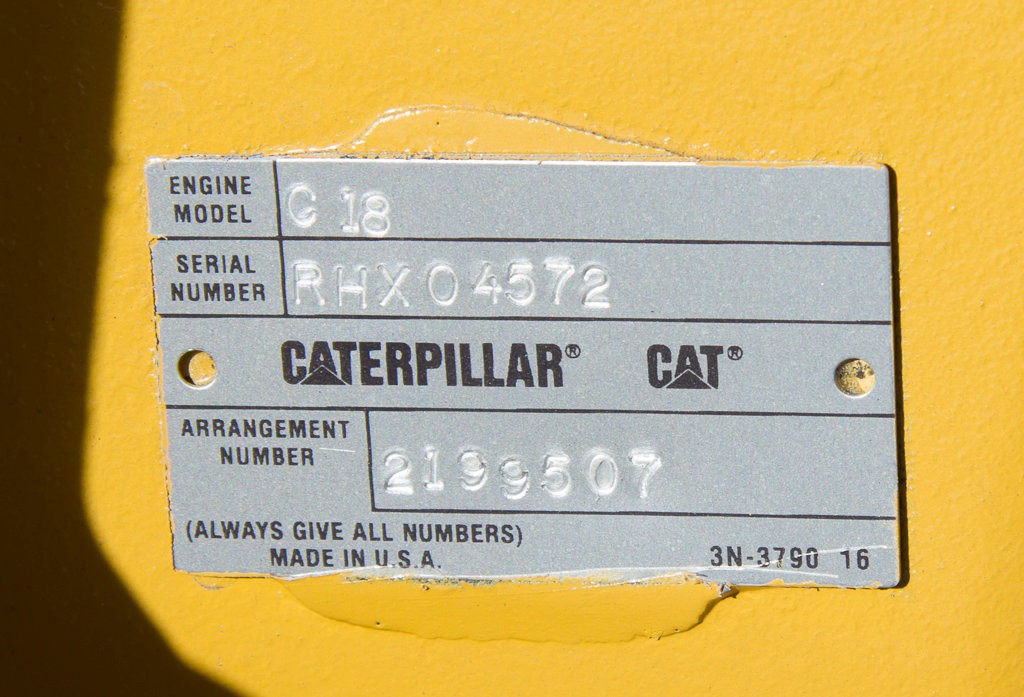 ENGINE MODEL C 18
SERIAL NUMBER RHX04572
CATERPILLAR® CAT®
ARRANGEMENT NUMBER 2199507
(ALWAYS GIVE ALL NUMBERS)
MADE IN U.S.A. 3N-3790 16